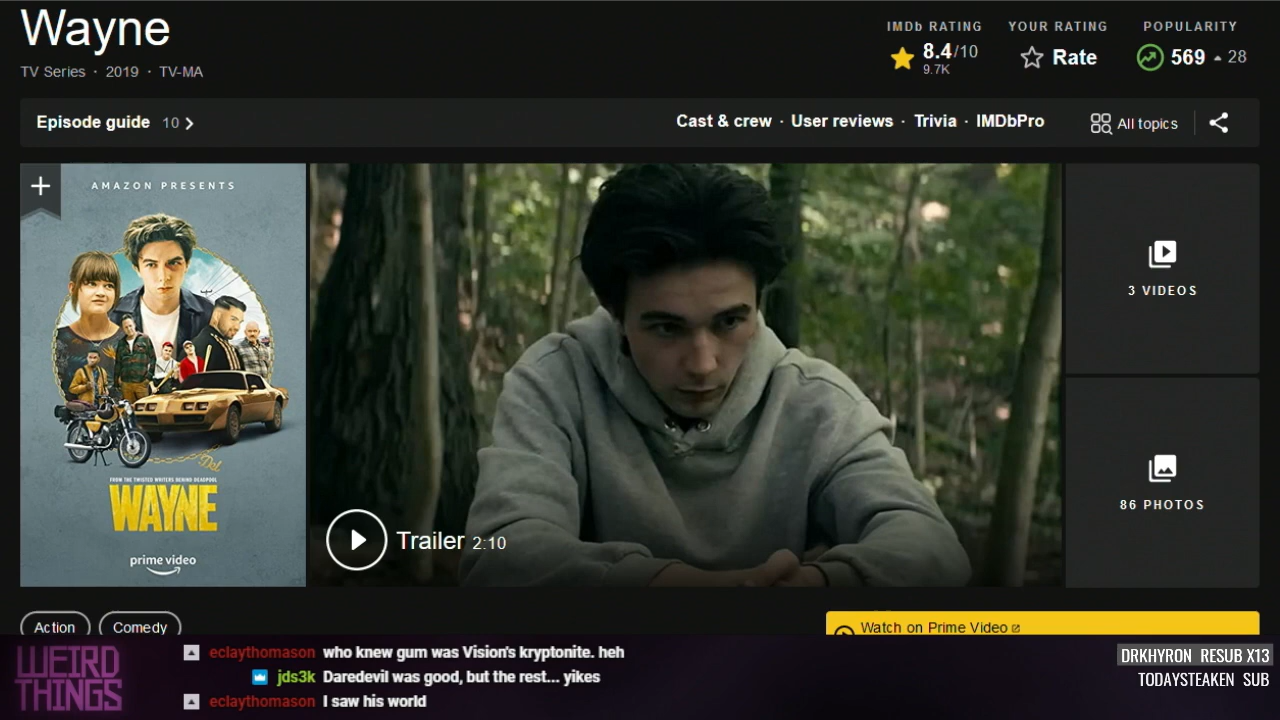 Wayne
TV Series · 2019 · TV-MA
IMDb RATING
8.4/10
9.7K
YOUR RATING
Rate
POPULARITY
569 28
Episode guide 10
Cast & crew · User reviews · Trivia · IMDbPro
All topics
AMAZON PRESENTS
Del
FROM THE TWISTED WRITERS BEHIND DEADPOOL
WAYNE
prime video
Trailer 2:10
3 VIDEOS
86 PHOTOS
Action
Comedy
Watch on Prime Video
WEIRD
THINGS
eclaythomason who knew gum was Vision's kryptonite. heh
jds3k Daredevil was good, but the rest... yikes
eclaythomason I saw his world
DRKHYRON RESUB X13
TODAYSTEAKEN SUB